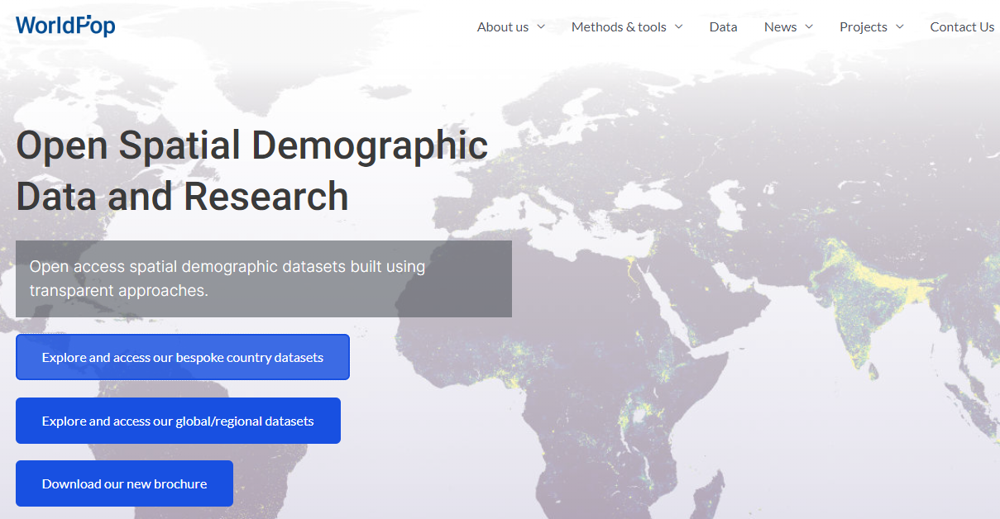 WorldPop
About us
Methods & tools
Data
News
Projects
Contact Us
Open Spatial Demographic
Data and Research
Open access spatial demographic datasets built using
transparent approaches.
Explore and access our bespoke country datasets
Explore and access our global/regional datasets
Download our new brochure